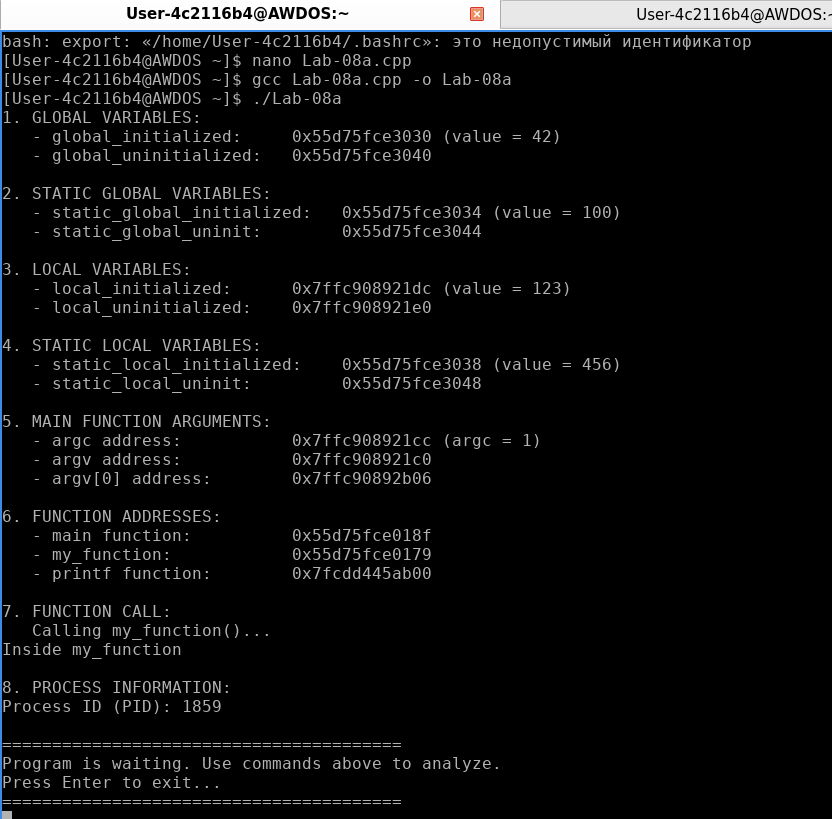 User-4c2116b4@AWDOS:~
User-4c2116b4@AWDOS:~
bash: export: «/home/User-4c2116b4/.bashrc»: это недопустимый идентификатор
[User-4c2116b4@AWDOS ~]$ nano Lab-08a.cpp
[User-4c2116b4@AWDOS ~]$ gcc Lab-08a.cpp -o Lab-08a
[User-4c2116b4@AWDOS ~]$ ./Lab-08a
1. GLOBAL VARIABLES:
   - global_initialized:     0x55d75fce3030 (value = 42)
   - global_uninitialized:   0x55d75fce3040

2. STATIC GLOBAL VARIABLES:
   - static_global_initialized:   0x55d75fce3034 (value = 100)
   - static_global_uninit:        0x55d75fce3044

3. LOCAL VARIABLES:
   - local_initialized:      0x7ffc908921dc (value = 123)
   - local_uninitialized:    0x7ffc908921e0

4. STATIC LOCAL VARIABLES:
   - static_local_initialized:    0x55d75fce3038 (value = 456)
   - static_local_uninit:         0x55d75fce3048

5. MAIN FUNCTION ARGUMENTS:
   - argc address:           0x7ffc908921cc (argc = 1)
   - argv address:           0x7ffc908921c0
   - argv[0] address:        0x7ffc90892b06

6. FUNCTION ADDRESSES:
   - main function:          0x55d75fce018f
   - my_function:            0x55d75fce0179
   - printf function:        0x7fcdd445ab00

7. FUNCTION CALL:
   Calling my_function()...
Inside my_function

8. PROCESS INFORMATION:
Process ID (PID): 1859

========================================
Program is waiting. Use commands above to analyze.
Press Enter to exit...
========================================